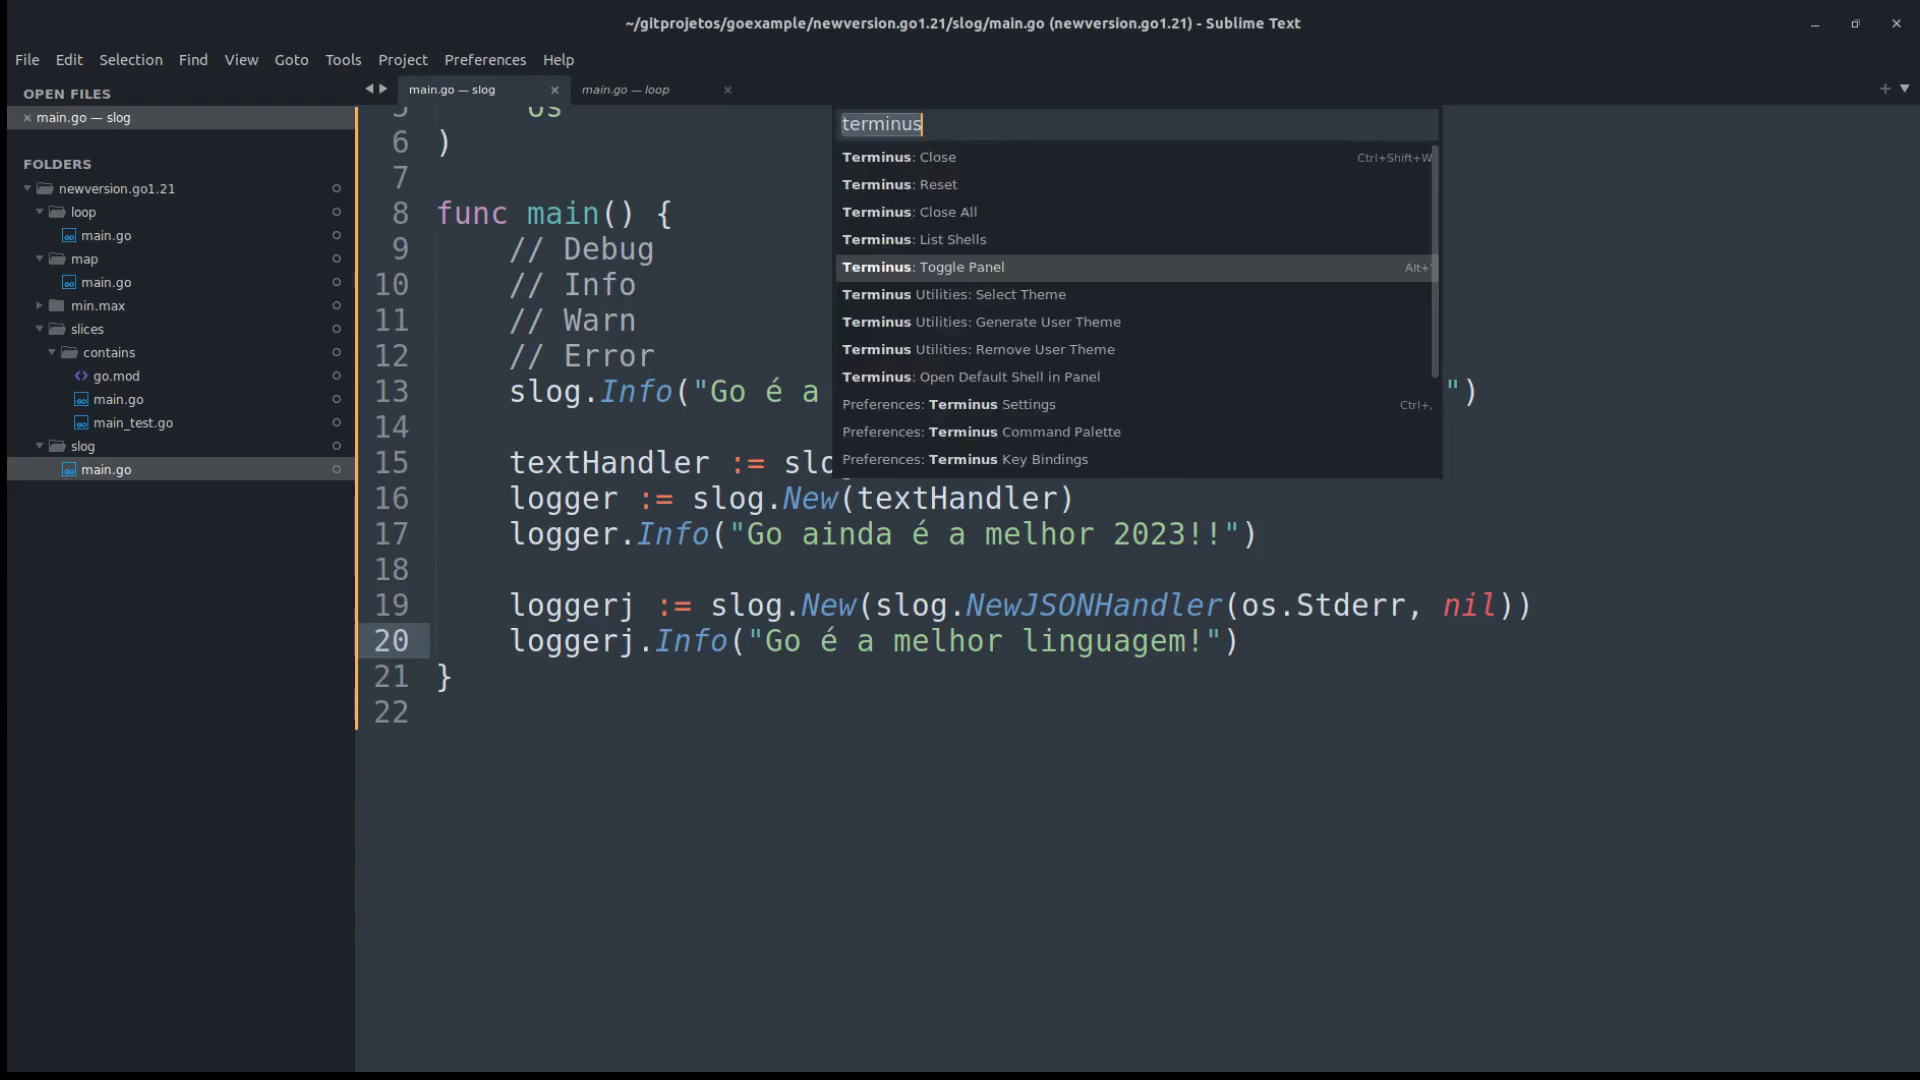 ~/gitprojetos/goexample/newversion.go1.21/slog/main.go (newversion.go1.21) - Sublime Text
File Edit Selection Find View Goto Tools Project Preferences Help
OPEN FILES
main.go — slog
FOLDERS
newversion.go1.21
loop
main.go
map
main.go
min.max
slices
contains
go.mod
main.go
main_test.go
slog
main.go
main.go — slog
main.go — loop
6 )
7
8 func main() {
9 // Debug
10 // Info
11 // Warn
12 // Error
13 slog.Info("Go é a ")
14
15 textHandler := slo
16 logger := slog.New(textHandler)
17 logger.Info("Go ainda é a melhor 2023!!")
18
19 loggerj := slog.New(slog.NewJSONHandler(os.Stderr, nil))
20 loggerj.Info("Go é a melhor linguagem!")
21 }
22
terminus
Terminus: Close Ctrl+Shift+W
Terminus: Reset
Terminus: Close All
Terminus: List Shells
Terminus: Toggle Panel Alt+`
Terminus Utilities: Select Theme
Terminus Utilities: Generate User Theme
Terminus Utilities: Remove User Theme
Terminus: Open Default Shell in Panel
Preferences: Terminus Settings Ctrl+,
Preferences: Terminus Command Palette
Preferences: Terminus Key Bindings